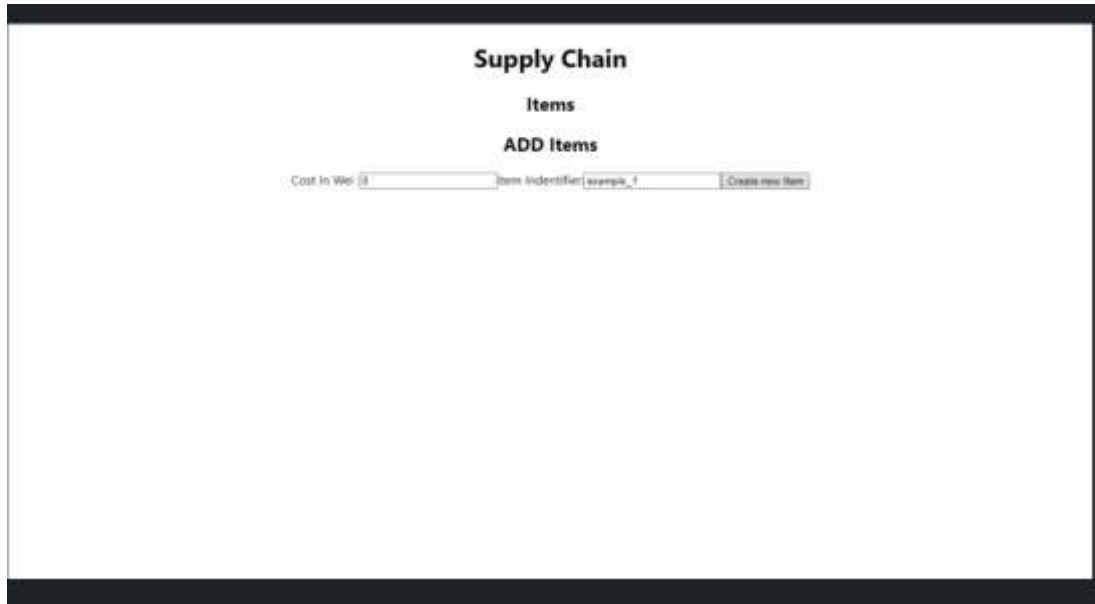 Supply Chain
Items
ADD Items
Cost In Wei 0 Item Indentifier example_1 Create new Item